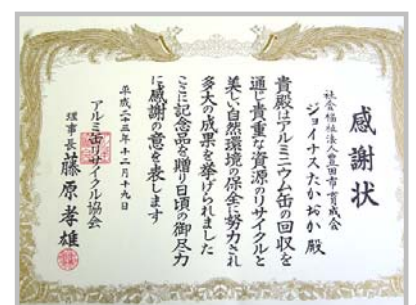 感謝状
社会福祉法人豊田市育成会
ジョイナスたかおか殿
貴殿はアルミニウム缶の回収を
通じ貴重な資源のリサイクルと
美しい自然環境の保全に努力され
多大の成果を挙げられました
ここに記念品を贈り日頃の御尽力
に感謝の意を表します
平成二十五年十二月十九日
アルミ缶リサイクル協会
理事長藤原孝雄